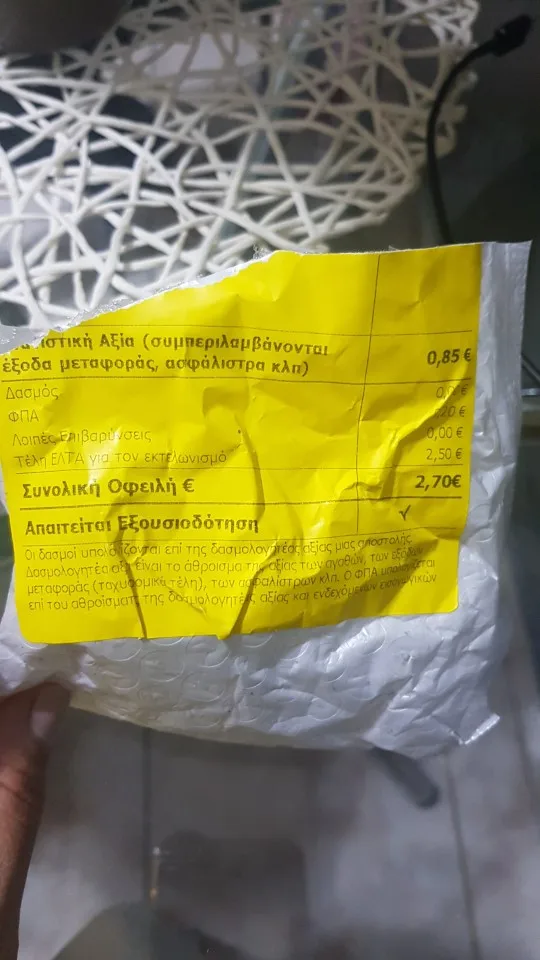 Αξία (συμπεριλαμβάνονται
έξοδα μεταφοράς, ασφάλιστρα κλπ) 0,85 €
Δασμός €
ΦΠΑ 20 €
Λοιπές Επιβαρύνσεις 0,00 €
Τέλη ΕΛΤΑ για τον εκτελωνισμό 2,50 €
Συνολική Οφειλή € 2,70€
Απαιτείται Εξουσιοδότηση √
Οι δασμοί υπολογίζονται επί της δασμολογητέας αξίας μιας αποστολής.
Δασμολογητέα αξία είναι το άθροισμα της αξίας των αγαθών, των εξόδων
μεταφοράς (ταχυδρομικά τέλη), των ασφαλίστρων κλπ. Ο ΦΠΑ υπολογίζεται
επί του αθροίσματος της δασμολογητέας αξίας και ενδεχόμενων εισαγωγικών